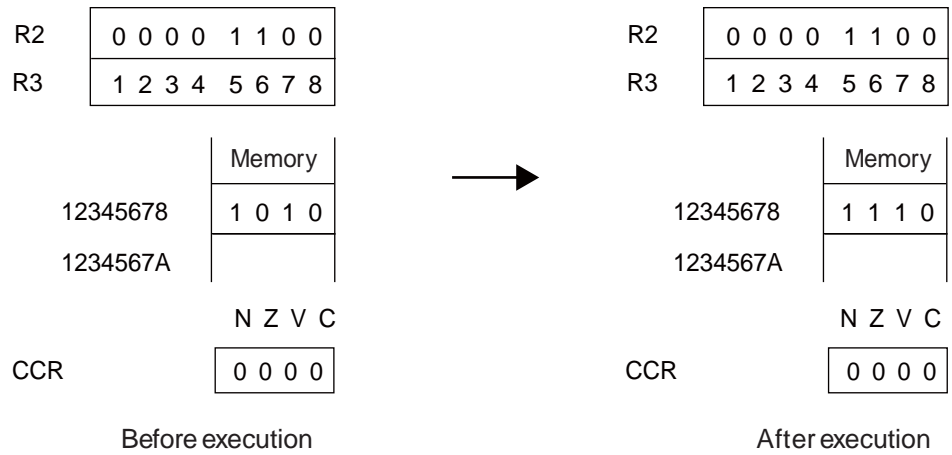 R2 0 0 0 0 1 1 0 0 R2 0 0 0 0 1 1 0 0
R3 1 2 3 4 5 6 7 8 R3 1 2 3 4 5 6 7 8
Memory Memory
12345678 1 0 1 0 12345678 1 1 1 0
1234567A 1234567A
N Z V C N Z V C
CCR 0 0 0 0 CCR 0 0 0 0
Before execution After execution